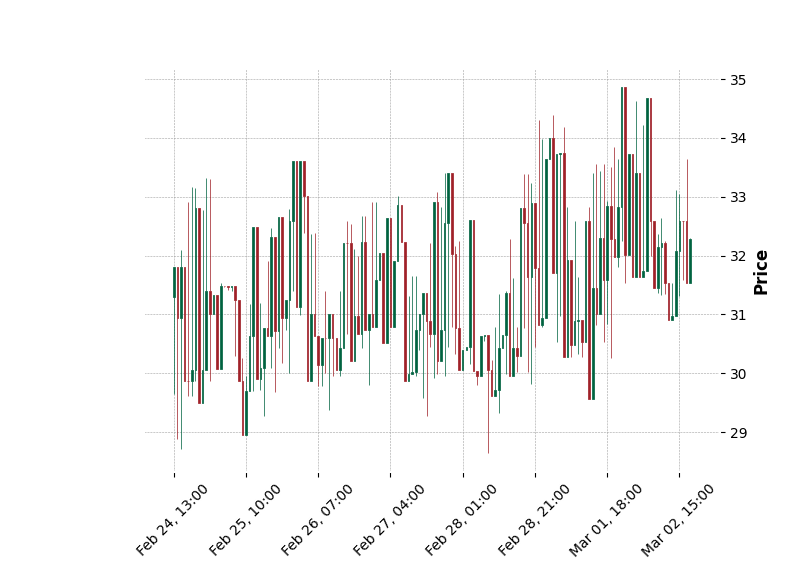 35
34
33
32
31
30
29
Price
Feb 24, 13:00
Feb 25, 10:00
Feb 26, 07:00
Feb 27, 04:00
Feb 28, 01:00
Feb 28, 21:00
Mar 01, 18:00
Mar 02, 15:00